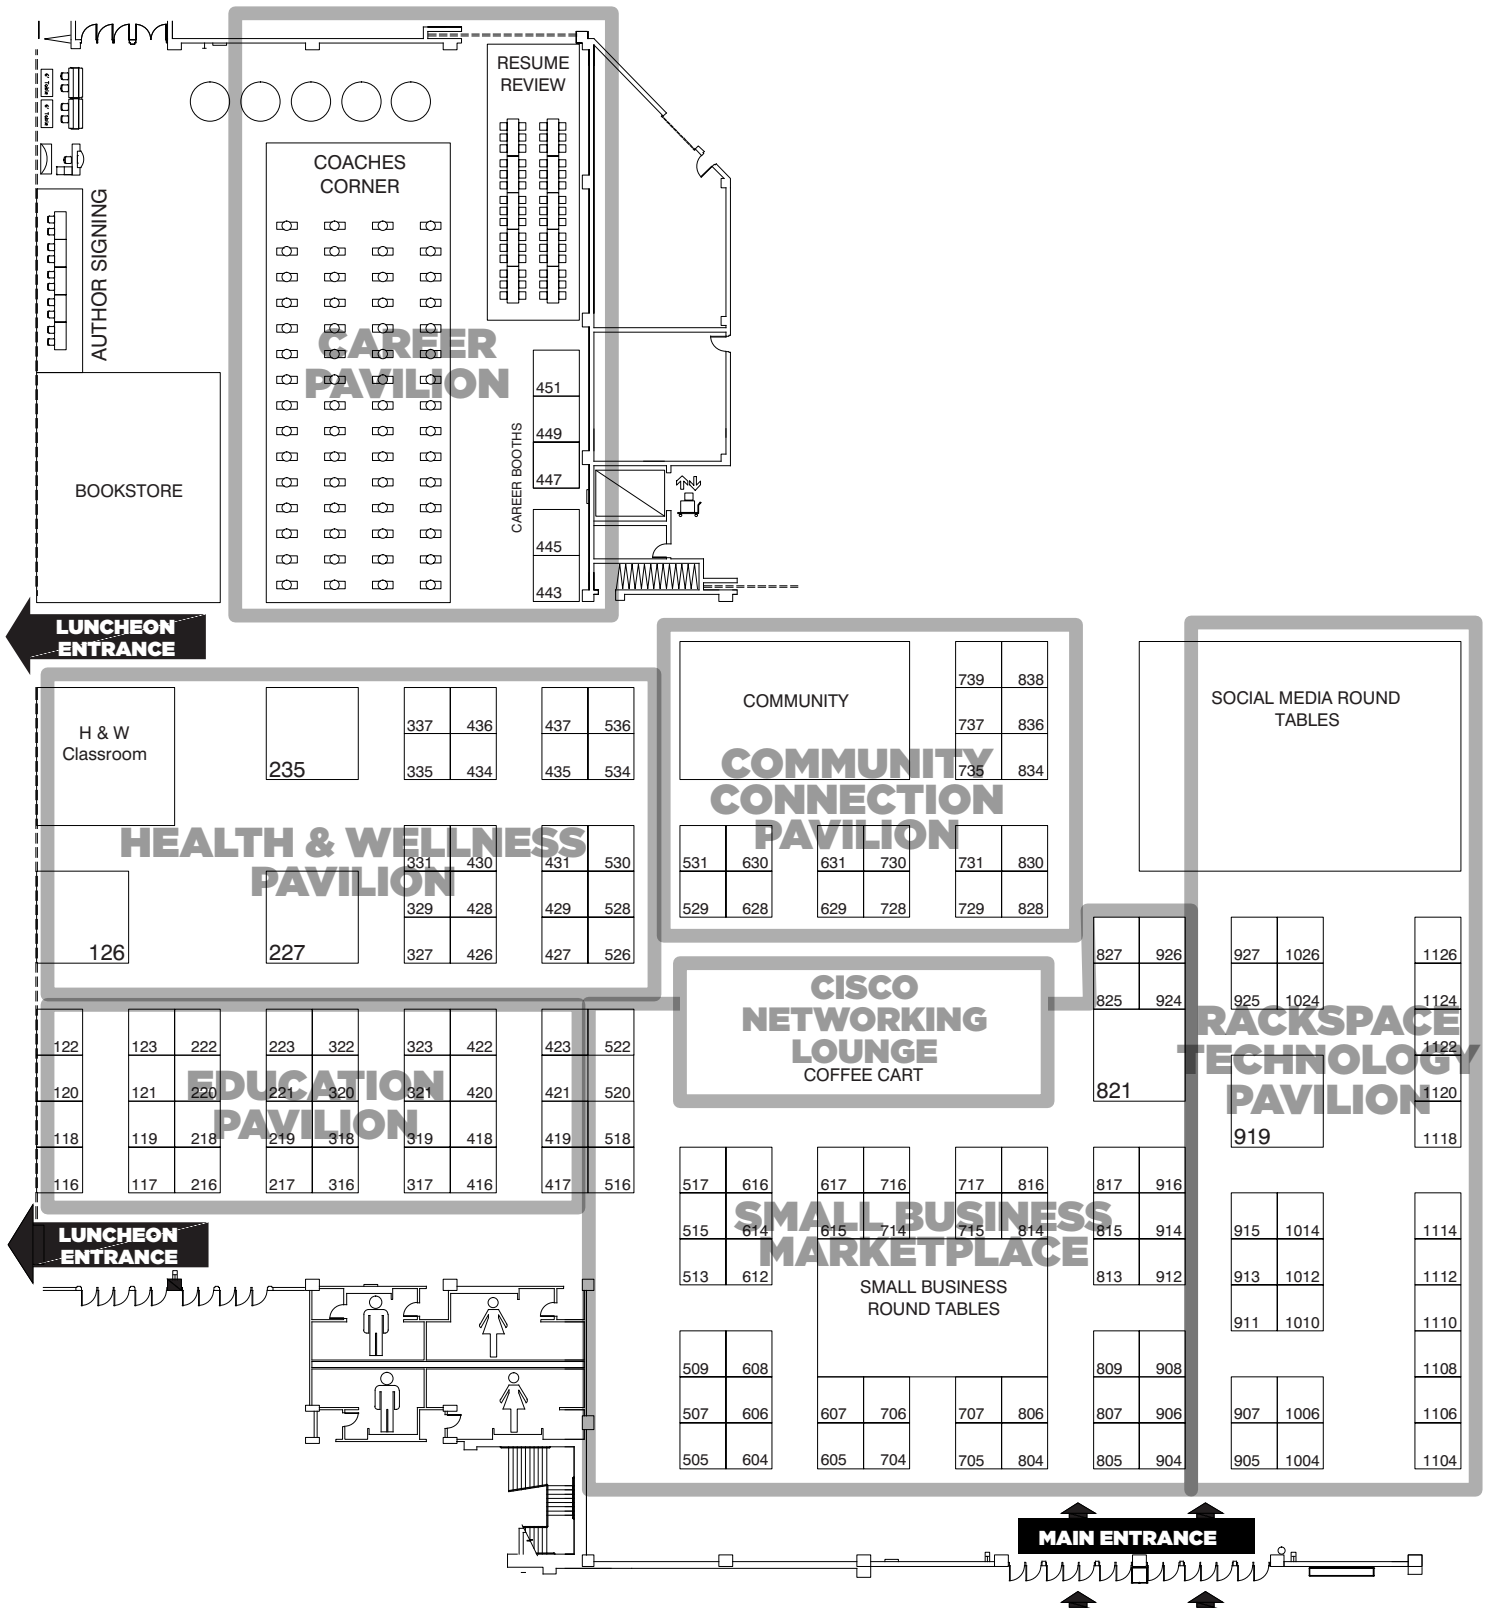 RESUME
REVIEW
6' Table
6' Table
COACHES
CORNER
AUTHOR SIGNING
CAREER
PAVILION
451
449
447
CAREER BOOTHS
445
443
BOOKSTORE
LUNCHEON
ENTRANCE
H & W
Classroom
235
337 436
335 434
437 536
435 534
HEALTH & WELLNESS
PAVILION
331 430
329 428
327 426
431 530
429 528
427 526
126
227
COMMUNITY
739 838
737 836
735 834
COMMUNITY
CONNECTION
PAVILION
531 630
529 628
631 730
629 728
731 830
729 828
SOCIAL MEDIA ROUND
TABLES
827 926
825 924
821
927 1026
925 1024
1126
1124
1122
1120
1118
RACKSPACE
TECHNOLOGY
PAVILION
919
CISCO
NETWORKING
LOUNGE
COFFEE CART
122 123 222 223 322 323 422 423 522
120 121 220 221 320 321 420 421 520
EDUCATION
PAVILION
118 119 218 219 318 319 418 419 518
116 117 216 217 316 317 416 417 516
LUNCHEON
ENTRANCE
517 616 617 716 717 816 817 916
515 614 615 714 715 814 815 914
SMALL BUSINESS
MARKETPLACE
513 612 813 912
SMALL BUSINESS
ROUND TABLES
915 1014 1114
913 1012 1112
911 1010 1110
509 608 809 908 1108
507 606 607 706 707 806 807 906 907 1006 1106
505 604 605 704 705 804 805 904 905 1004 1104
MAIN ENTRANCE